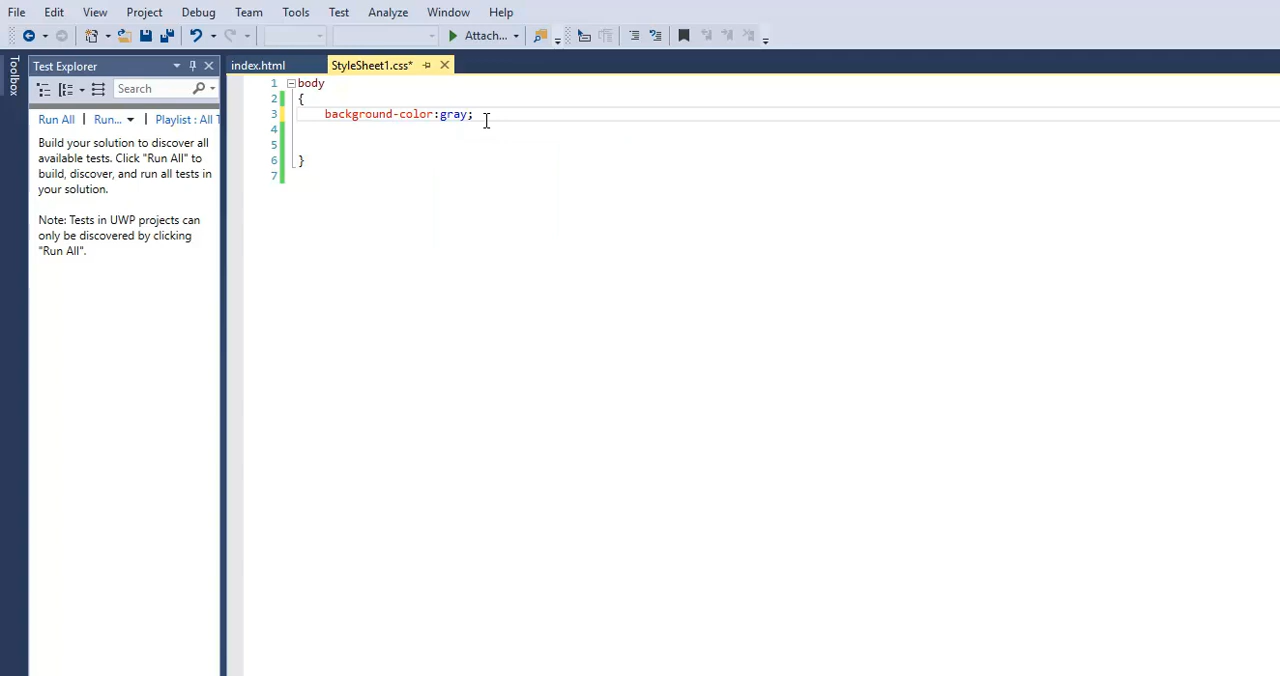 File Edit View Project Debug Team Tools Test Analyze Window Help
Attach...
Toolbox
Test Explorer
Search
Run All Run... Playlist : All T
Build your solution to discover all
available tests. Click "Run All" to
build, discover, and run all tests in
your solution.
Note: Tests in UWP projects can
only be discovered by clicking
"Run All".
index.html StyleSheet1.css*
1 body
2 {
3 background-color:gray;
4
5
6 }
7